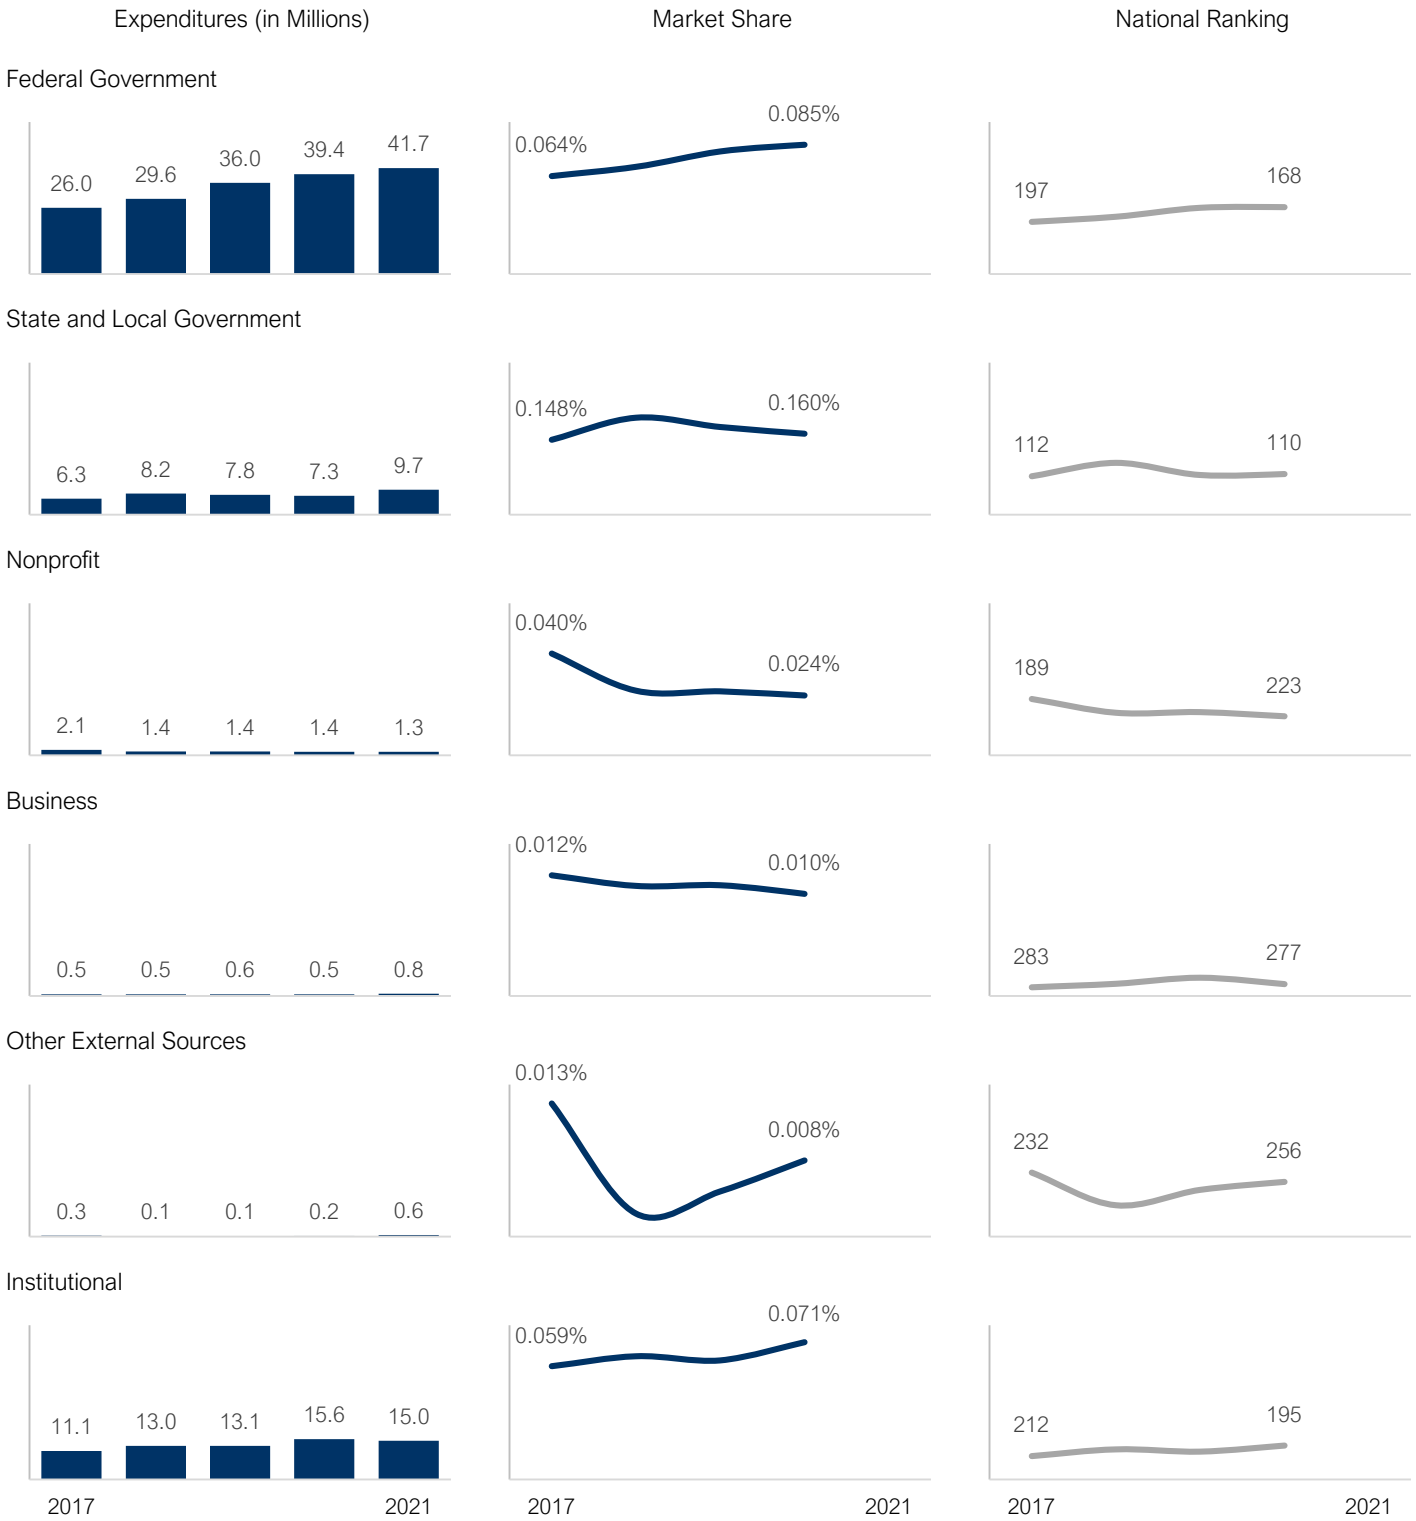 Expenditures (in Millions) Market Share National Ranking
Federal Government
26.0 29.6 36.0 39.4 41.7
0.064% 0.085%
197 168
State and Local Government
6.3 8.2 7.8 7.3 9.7
0.148% 0.160%
112 110
Nonprofit
2.1 1.4 1.4 1.4 1.3
0.040% 0.024%
189 223
Business
0.5 0.5 0.6 0.5 0.8
0.012% 0.010%
283 277
Other External Sources
0.3 0.1 0.1 0.2 0.6
0.013% 0.008%
232 256
Institutional
11.1 13.0 13.1 15.6 15.0
0.059% 0.071%
212 195
2017 2021 2017 2021 2017 2021